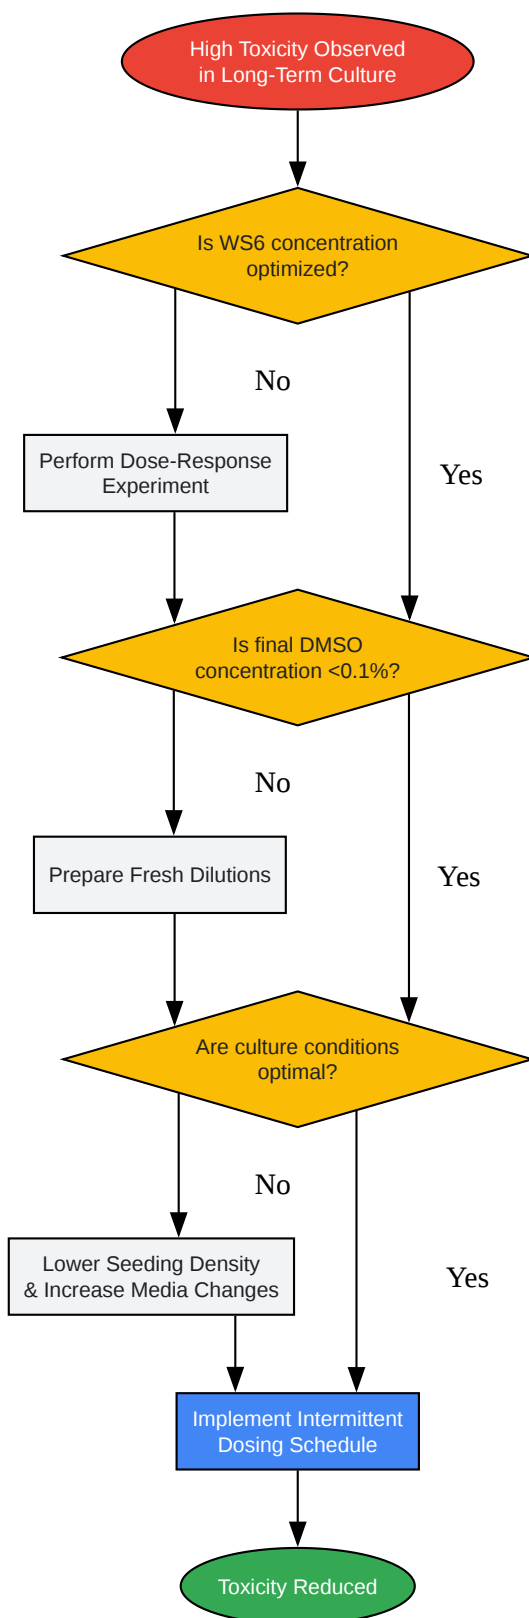 High Toxicity Observed
in Long-Term Culture
Is WS6 concentration
optimized?
No
Perform Dose-Response
Experiment
Yes
Is final DMSO
concentration <0.1%?
No
Prepare Fresh Dilutions
Yes
Are culture conditions
optimal?
No
Lower Seeding Density
& Increase Media Changes
Yes
Implement Intermittent
Dosing Schedule
Toxicity Reduced